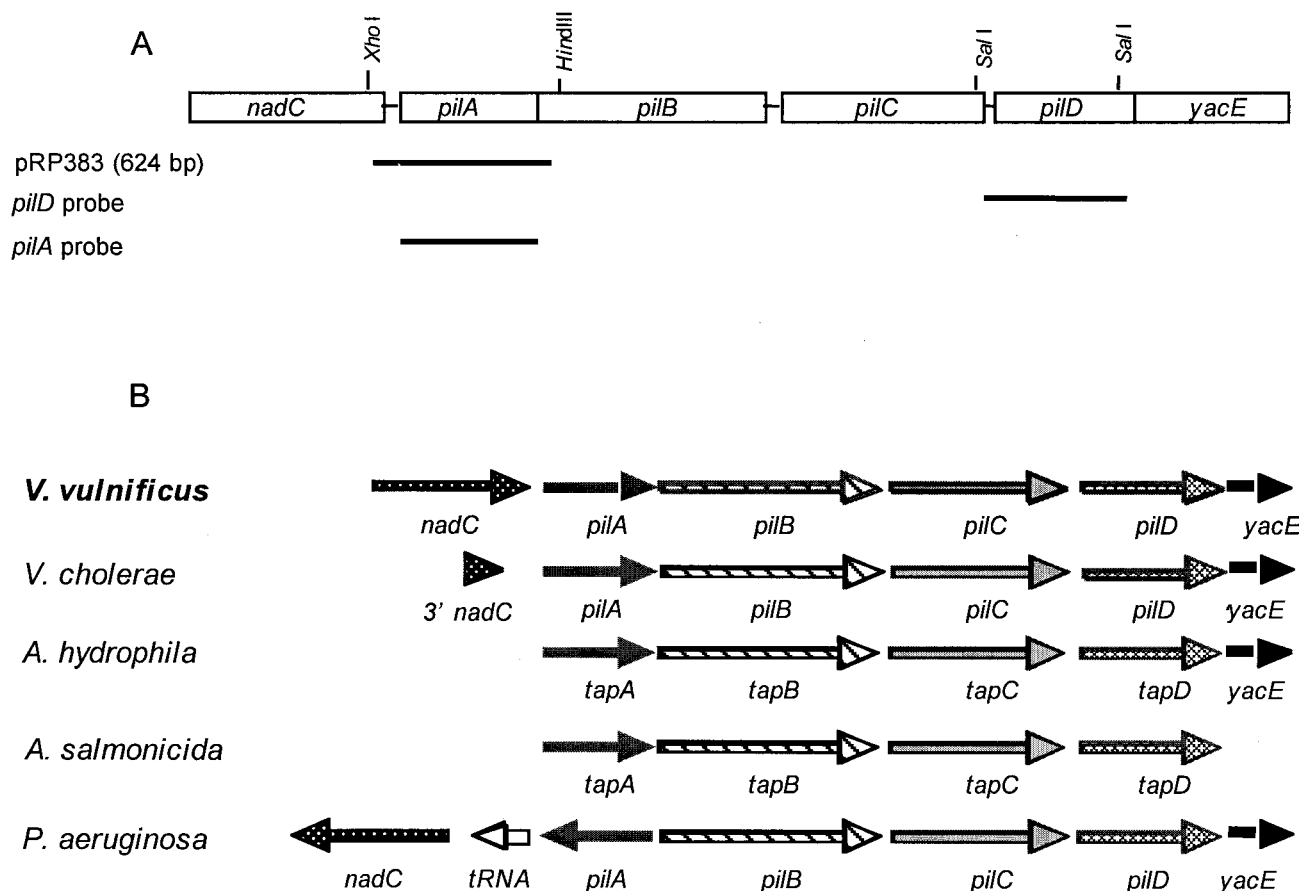 A
Xho I
HindIII
Sal I
Sal I
nadC pilA pilB pilC pilD yacE
pRP383 (624 bp)
pilD probe
pilA probe
B
V. vulnificus
nadC pilA pilB pilC pilD yacE
V. cholerae
3' nadC pilA pilB pilC pilD yacE
A. hydrophila
tapA tapB tapC tapD yacE
A. salmonicida
tapA tapB tapC tapD
P. aeruginosa
nadC tRNA pilA pilB pilC pilD yacE